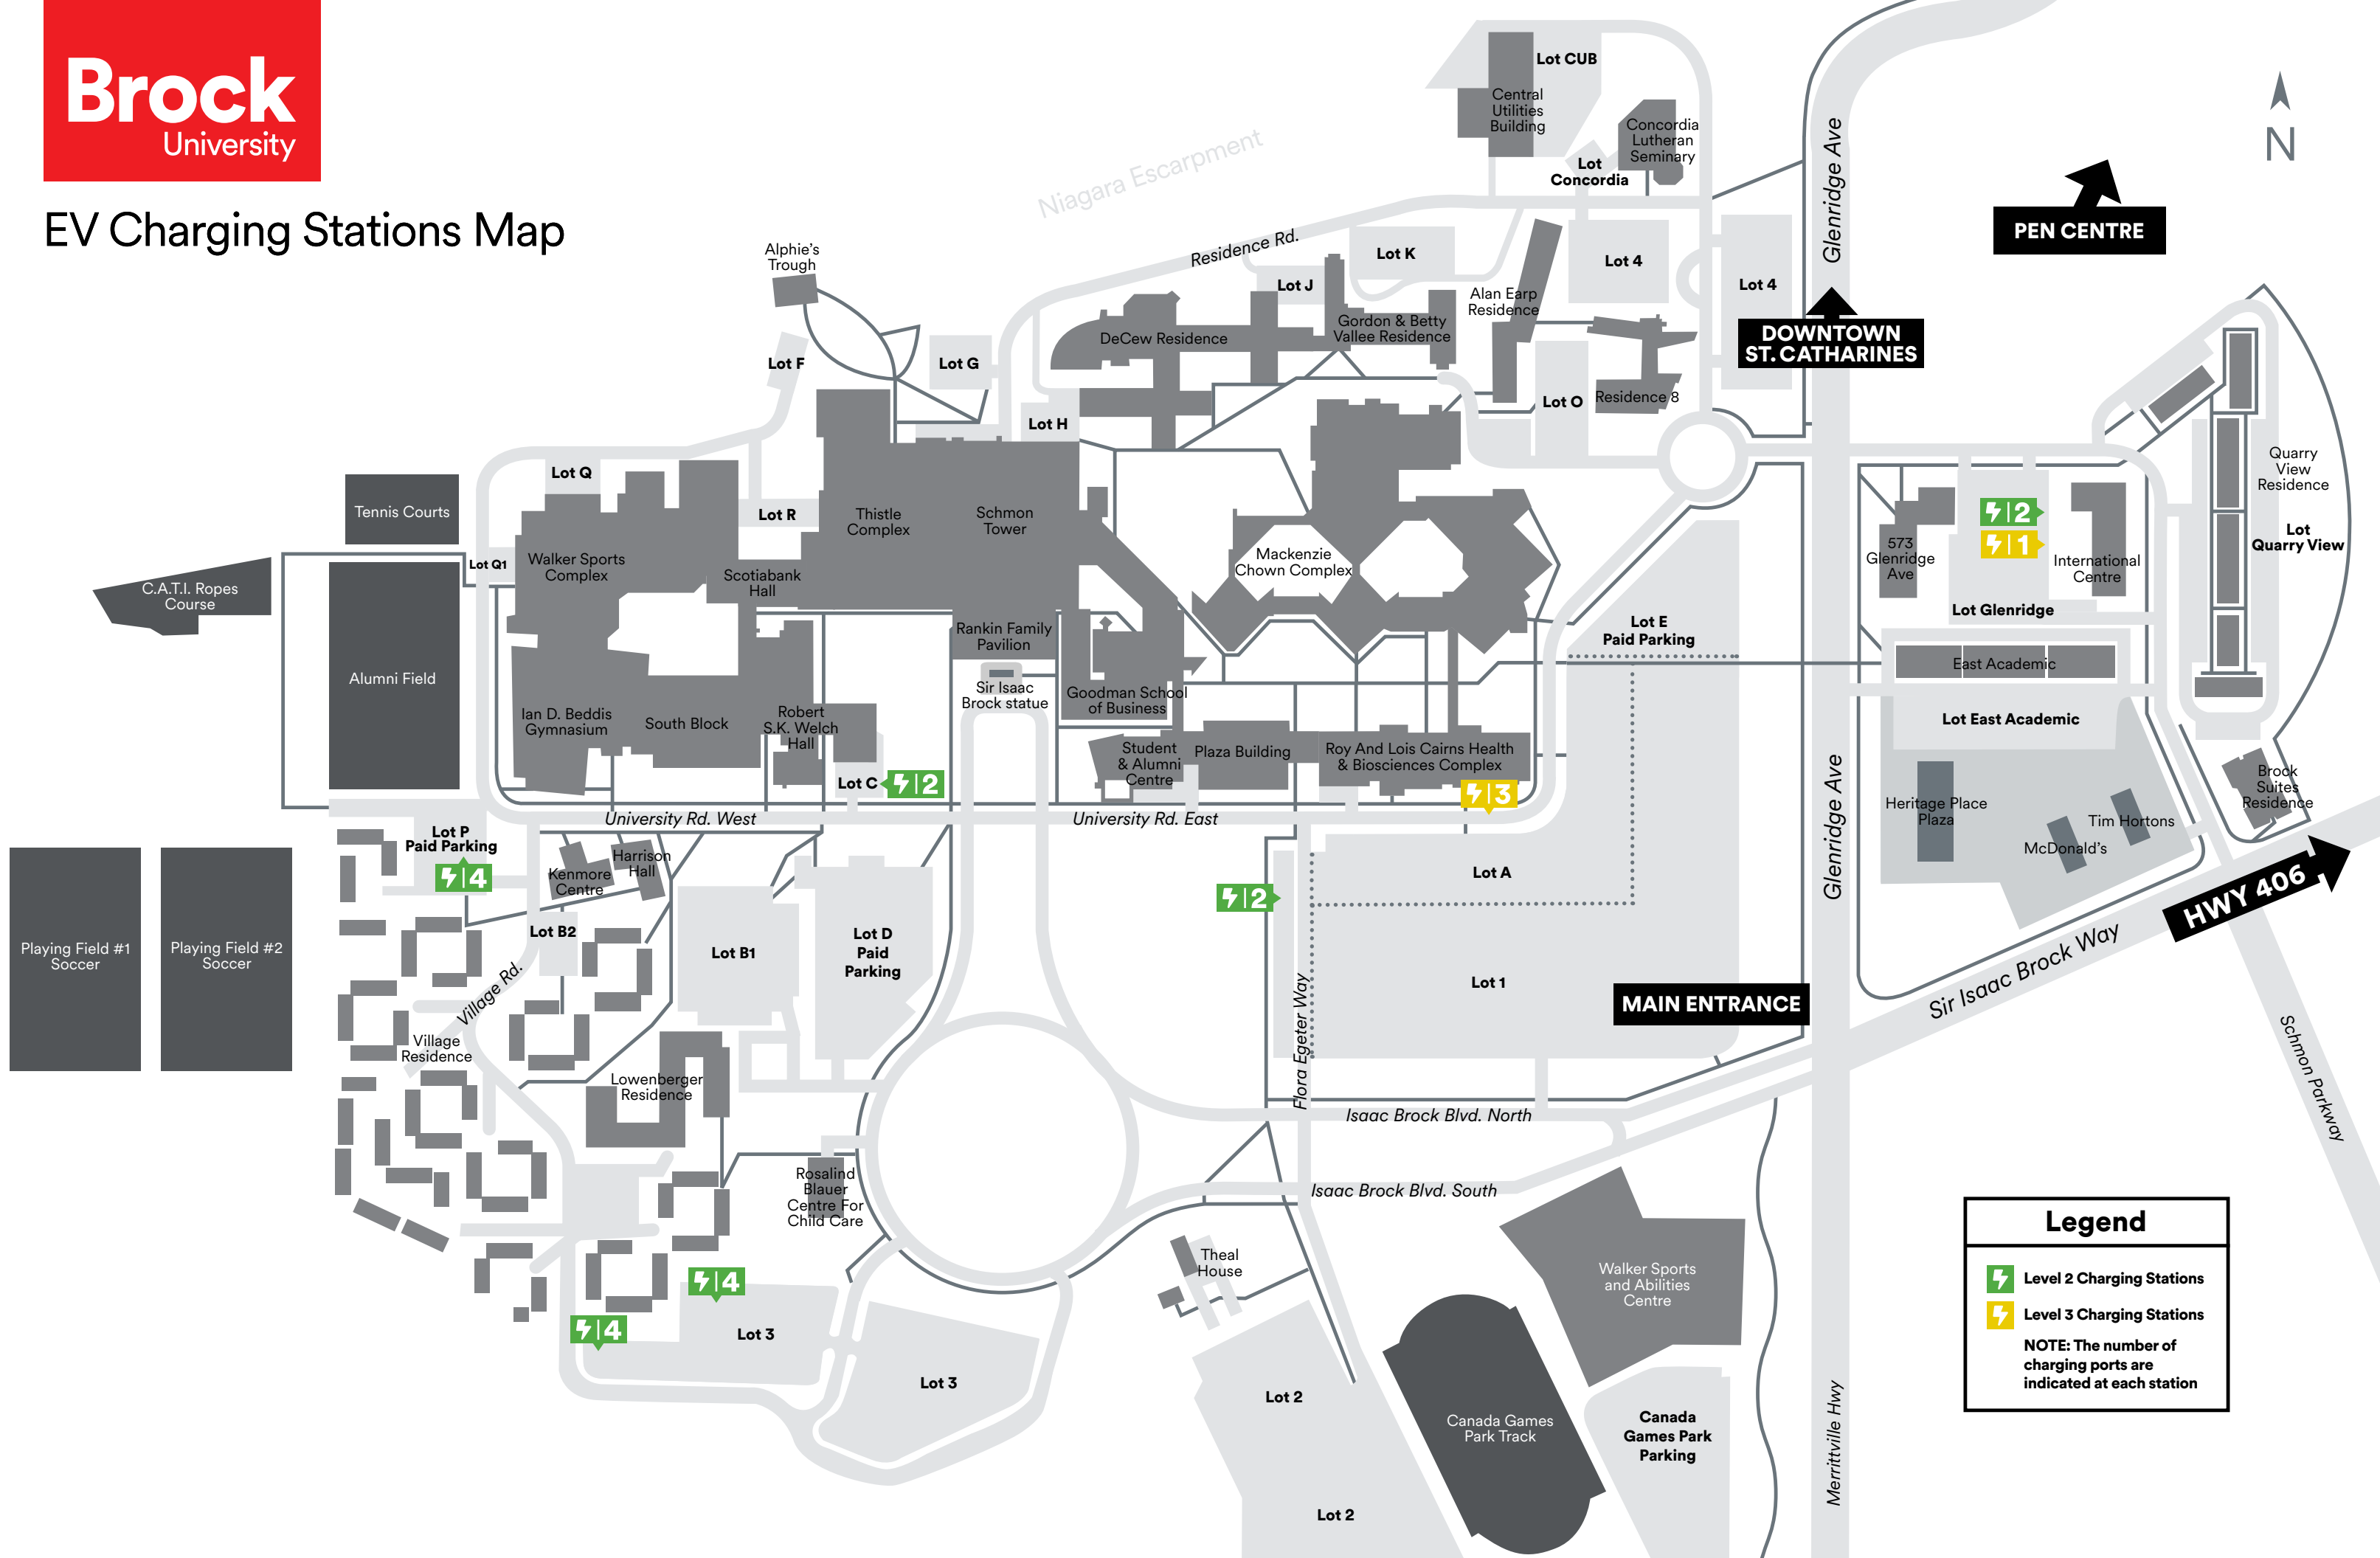 Brock
University
EV Charging Stations Map
Niagara Escarpment
Lot CUB
Central
Utilities
Building
Concordia
Lutheran
Seminary
Lot
Concordia
Glenridge Ave
N
PEN CENTRE
Residence Rd.
Alphie's
Trough
Lot K
Lot J
Lot 4
Lot 4
Alan Earp
Residence
Gordon & Betty
Vallee Residence
DeCew Residence
DOWNTOWN
ST. CATHARINES
Lot F
Lot G
Lot H
Lot O
Residence 8
Lot Q
Tennis Courts
Lot R
Thistle
Complex
Schmon
Tower
Quarry
View
Residence
Lot
Quarry View
2
1
573
Glenridge
Ave
International
Centre
Lot Glenridge
Lot Q1
Walker Sports
Complex
Scotiabank
Hall
Mackenzie
Chown Complex
C.A.T.I. Ropes
Course
Lot E
Paid Parking
Rankin Family
Pavilion
East Academic
Alumni Field
Sir Isaac
Brock statue
Goodman School
of Business
Ian D. Beddis
Gymnasium
South Block
Robert
S.K. Welch
Hall
Lot East Academic
Student
& Alumni
Centre
Plaza Building
Roy And Lois Cairns Health
& Biosciences Complex
Lot C
2
3
Brock
Suites
Residence
Heritage Place
Plaza
Tim Hortons
McDonald's
University Rd. West
University Rd. East
Glenridge Ave
Lot P
Paid Parking
4
Kenmore
Centre
Harrison
Hall
Lot A
2
HWY 406
Lot B2
Lot B1
Lot D
Paid
Parking
Playing Field #1
Soccer
Playing Field #2
Soccer
Village Rd.
Lot 1
MAIN ENTRANCE
Sir Isaac Brock Way
Flora Egeter Way
Village
Residence
Schmon Parkway
Lowenberger
Residence
Isaac Brock Blvd. North
Isaac Brock Blvd. South
Rosalind
Blauer
Centre For
Child Care
Theal
House
Walker Sports
and Abilities
Centre
4
4
Lot 3
Lot 3
Lot 2
Lot 2
Canada Games
Park Track
Canada
Games Park
Parking
Merrittville Hwy
Legend
Level 2 Charging Stations
Level 3 Charging Stations
NOTE: The number of
charging ports are
indicated at each station